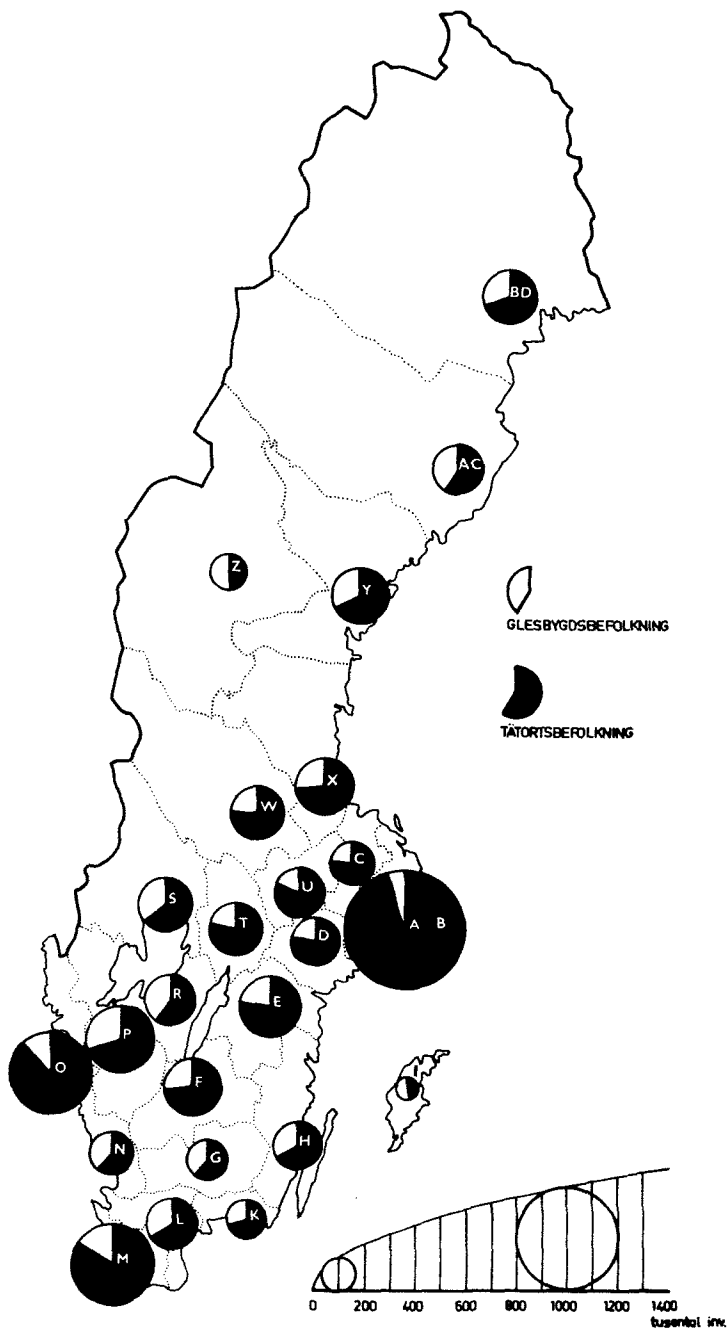 BD
AC
Z
Y
GLESBYGDSBEFOLKNING
TÄTORTSBEFOLKNING
X
W
C
U
S
T
D
A B
R
E
P
O
F
I
N
G
H
L
K
M
0 200 400 600 800 1000 1200 1400
tusental inv.